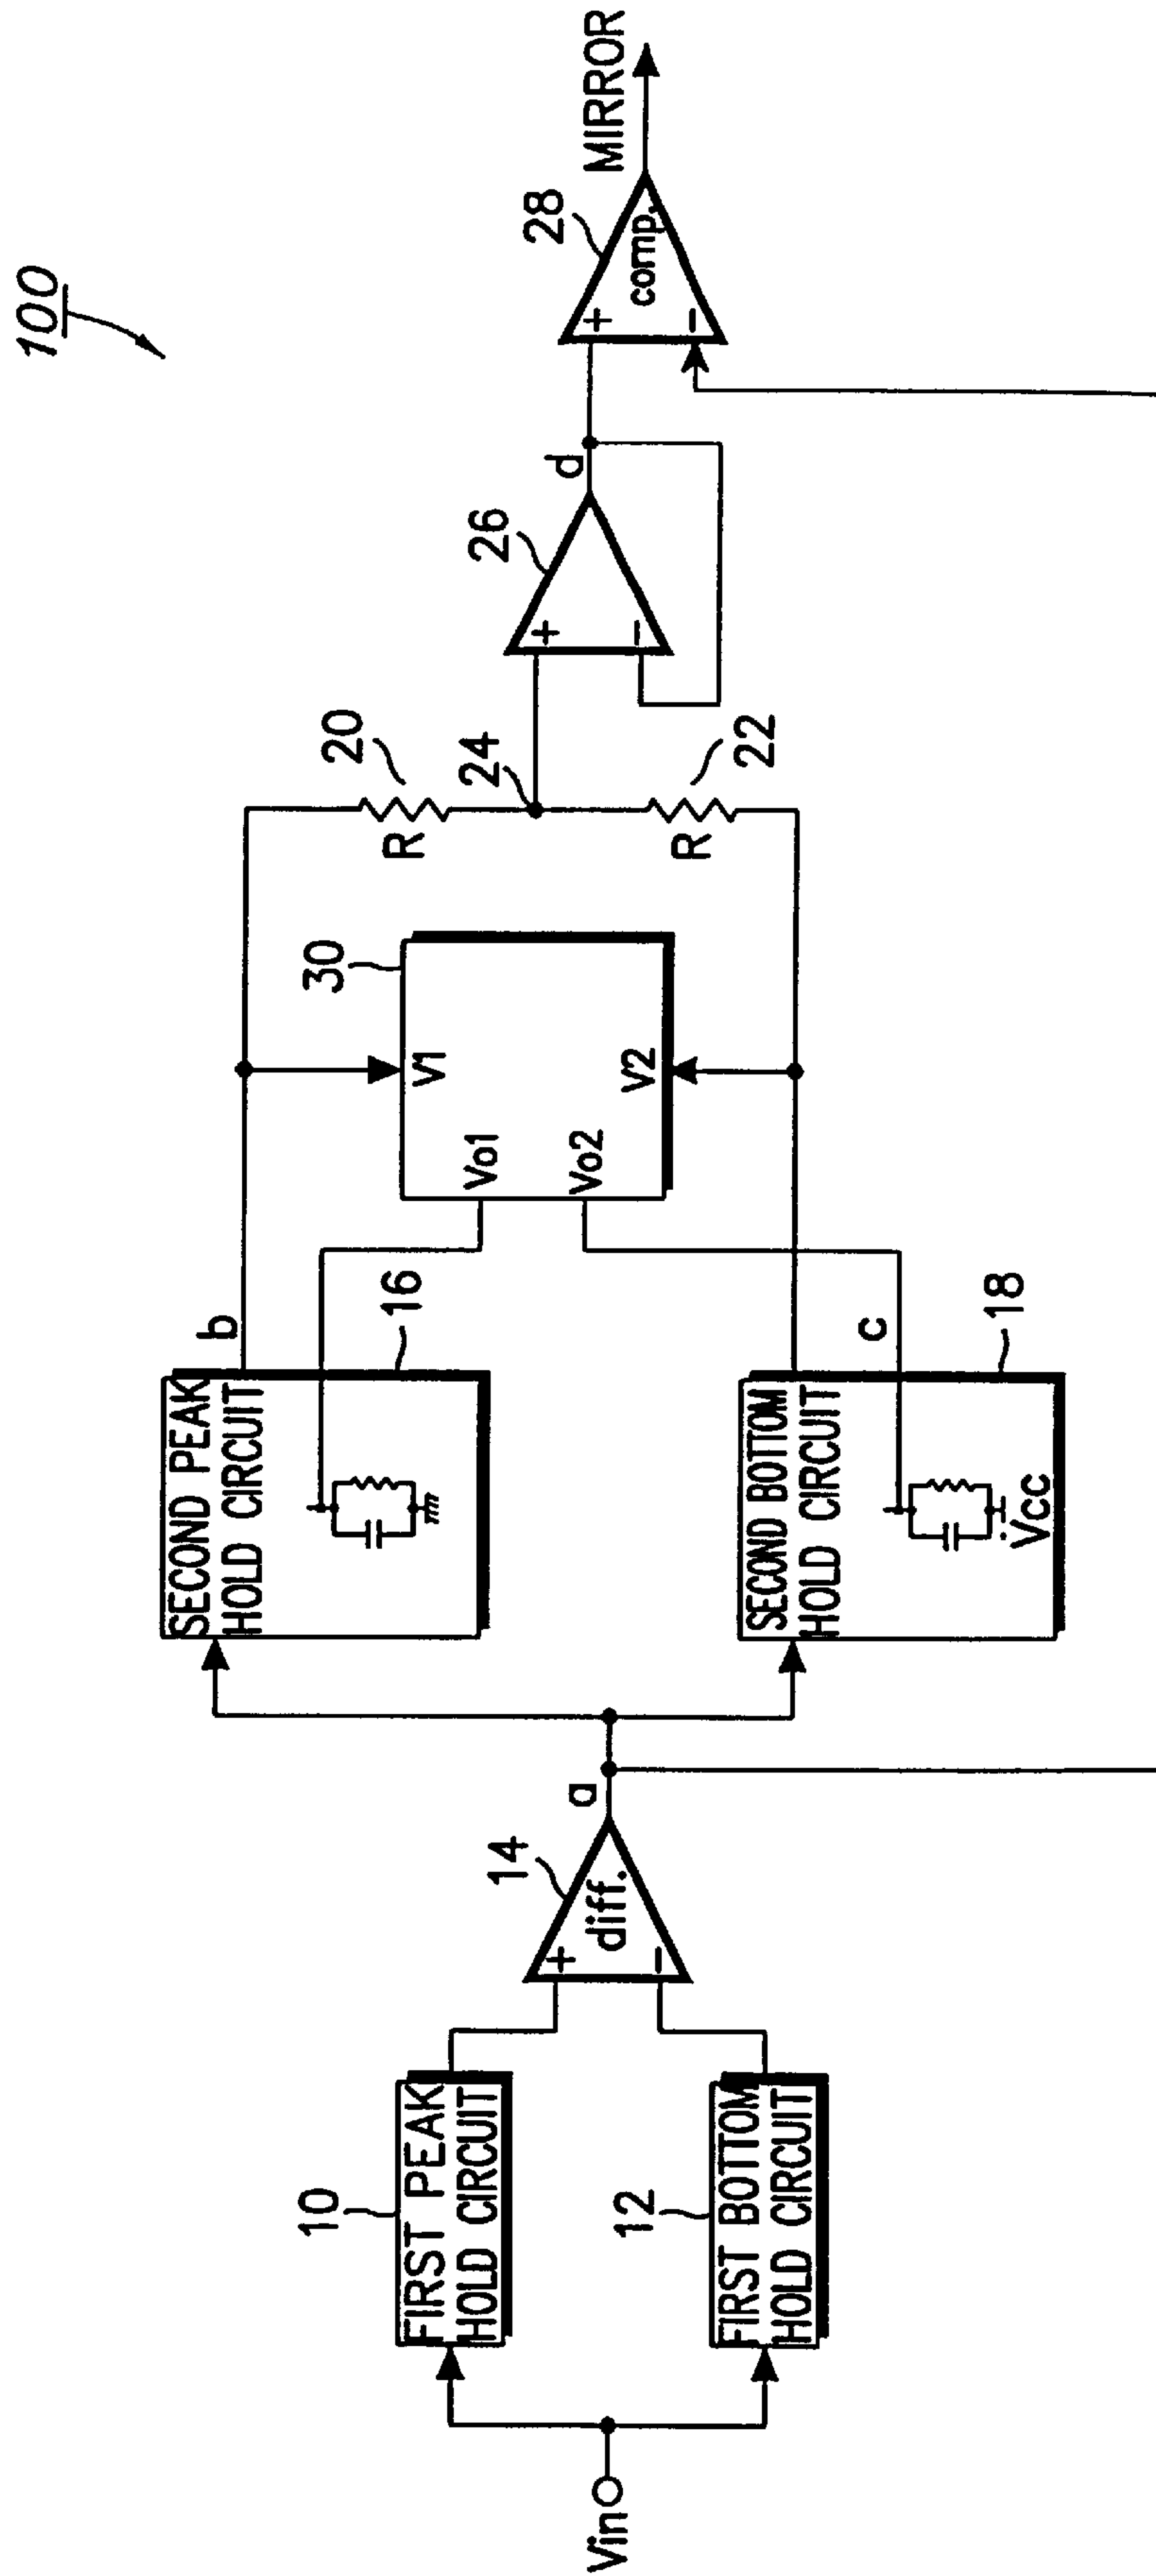 100
Vin
10
FIRST PEAK
HOLD CIRCUIT
12
FIRST BOTTOM
HOLD CIRCUIT
14
+
diff.
−
a
SECOND PEAK
HOLD CIRCUIT
16
b
SECOND BOTTOM
HOLD CIRCUIT
Vcc
18
c
30
V1
Vo1
Vo2
V2
20
R
24
22
R
26
+
−
d
28
+
comp.
−
MIRROR